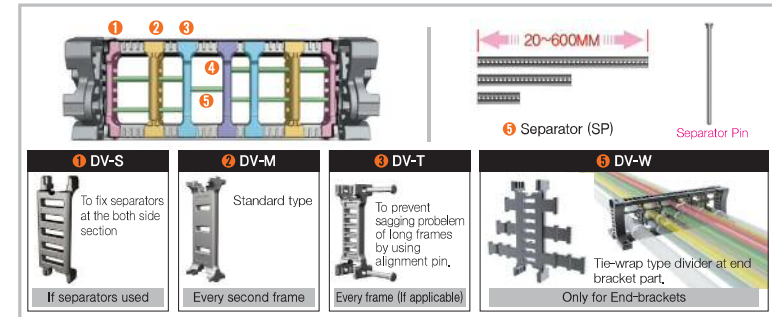 ❶ ❷ ❸
❹
❺
20~600MM
❺ Separator (SP)
Separator Pin
❶ DV-S
To fix separators
at the both side
section
If separators used
❷ DV-M
Standard type
Every second frame
❸ DV-T
To prevent
sagging probelem
of long frames
by using
alignment pin.
Every frame (If applicable)
❺ DV-W
Tie-wrap type divider at end
bracket part.
Only for End-brackets